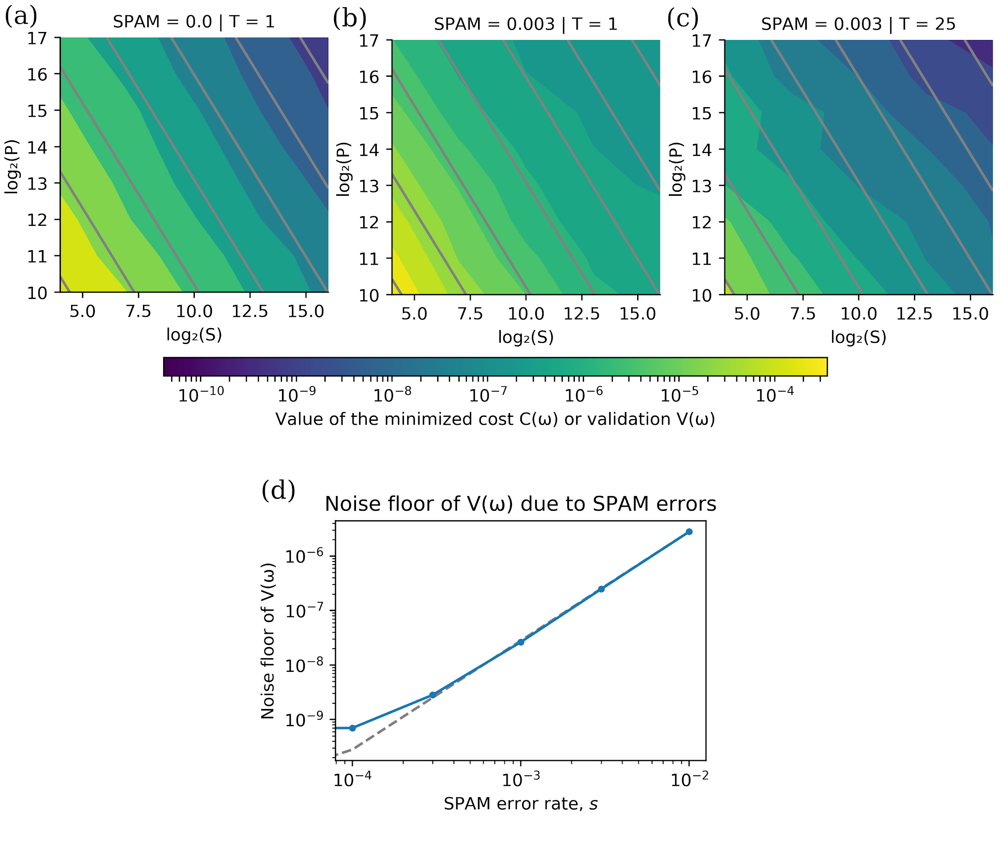 (a)
SPAM = 0.0 | T = 1
17
16
15
14
13
12
11
10
log₂(P)
5.0 7.5 10.0 12.5 15.0
log₂(S)
(b)
SPAM = 0.003 | T = 1
17
16
15
14
13
12
11
10
log₂(P)
5.0 7.5 10.0 12.5 15.0
log₂(S)
(c)
SPAM = 0.003 | T = 25
17
16
15
14
13
12
11
10
log₂(P)
5.0 7.5 10.0 12.5 15.0
log₂(S)
10⁻¹⁰ 10⁻⁹ 10⁻⁸ 10⁻⁷ 10⁻⁶ 10⁻⁵ 10⁻⁴
Value of the minimized cost C(ω) or validation V(ω)
(d)
Noise floor of V(ω) due to SPAM errors
10⁻⁶
10⁻⁷
10⁻⁸
10⁻⁹
Noise floor of V(ω)
10⁻⁴ 10⁻³ 10⁻²
SPAM error rate, s